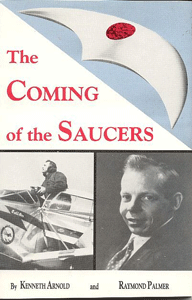 The
COMING
of the SAUCERS
By KENNETH ARNOLD and RAYMOND PALMER